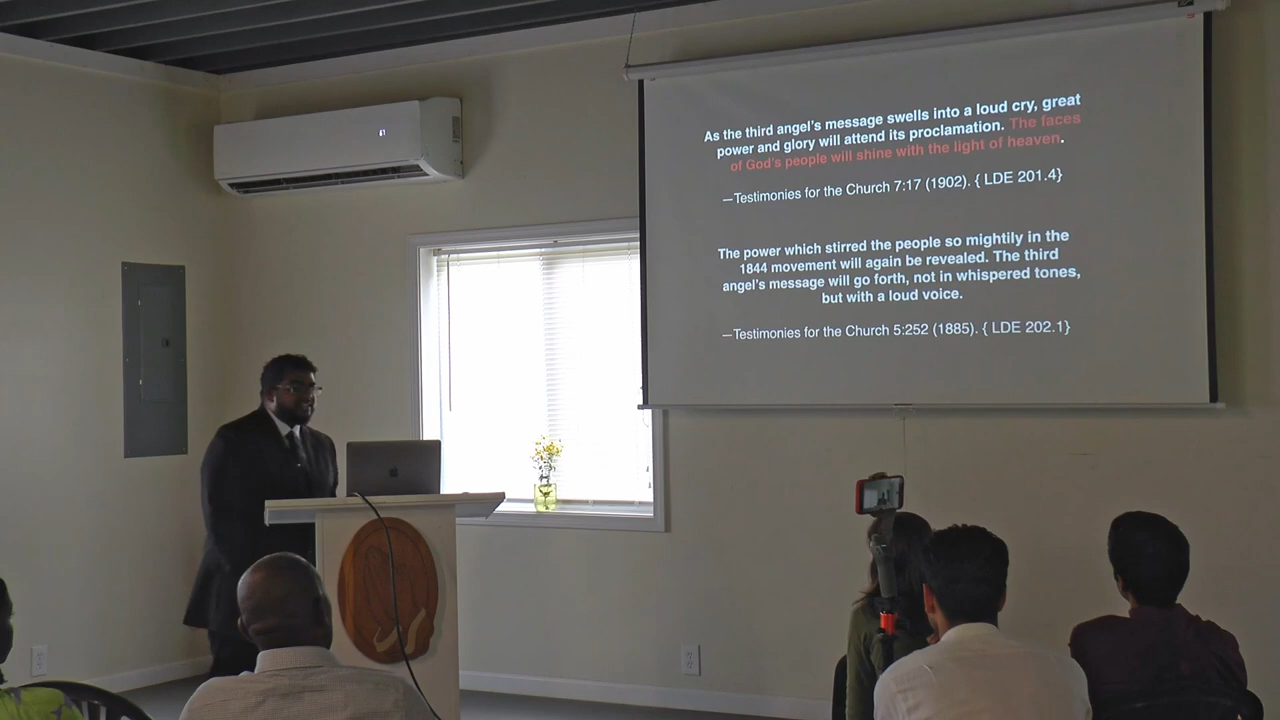 As the third angel's message swells into a loud cry, great
power and glory will attend its proclamation. The faces
of God's people will shine with the light of heaven.
—Testimonies for the Church 7:17 (1902). { LDE 201.4}
The power which stirred the people so mightily in the
1844 movement will again be revealed. The third
angel's message will go forth, not in whispered tones,
but with a loud voice.
—Testimonies for the Church 5:252 (1885). { LDE 202.1}